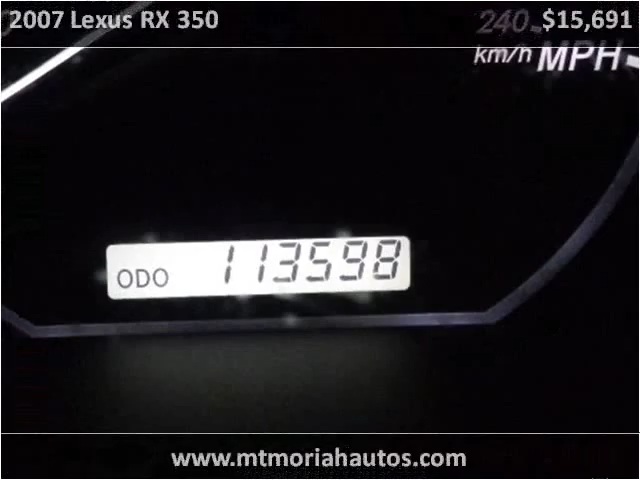 2007 Lexus RX 350
$15,691
240
km/h MPH
ODO 113598
www.mtmoriahautos.com